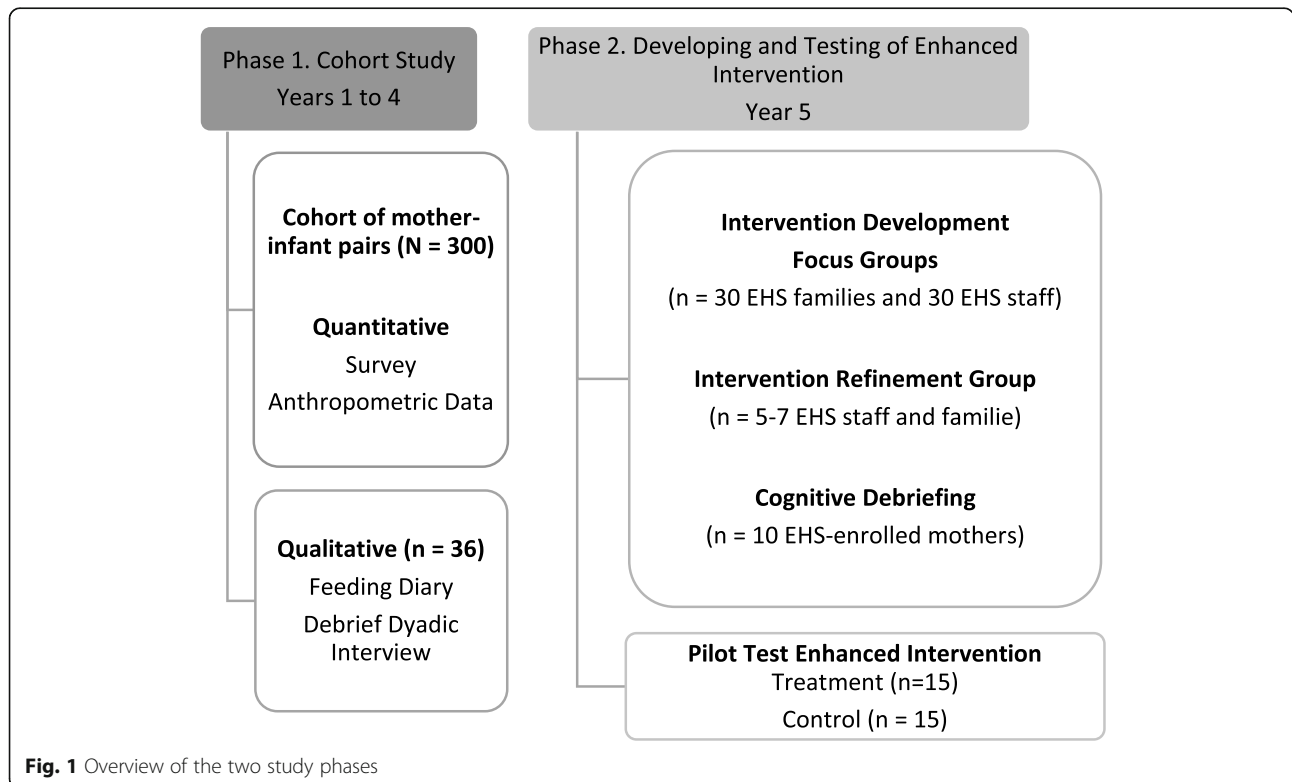 Phase 1. Cohort Study
Years 1 to 4
Cohort of mother-
infant pairs (N = 300)
Quantitative
Survey
Anthropometric Data
Qualitative (n = 36)
Feeding Diary
Debrief Dyadic
Interview
Phase 2. Developing and Testing of Enhanced
Intervention
Year 5
Intervention Development
Focus Groups
(n = 30 EHS families and 30 EHS staff)
Intervention Refinement Group
(n = 5-7 EHS staff and familie)
Cognitive Debriefing
(n = 10 EHS-enrolled mothers)
Pilot Test Enhanced Intervention
Treatment (n=15)
Control (n = 15)
Fig. 1 Overview of the two study phases